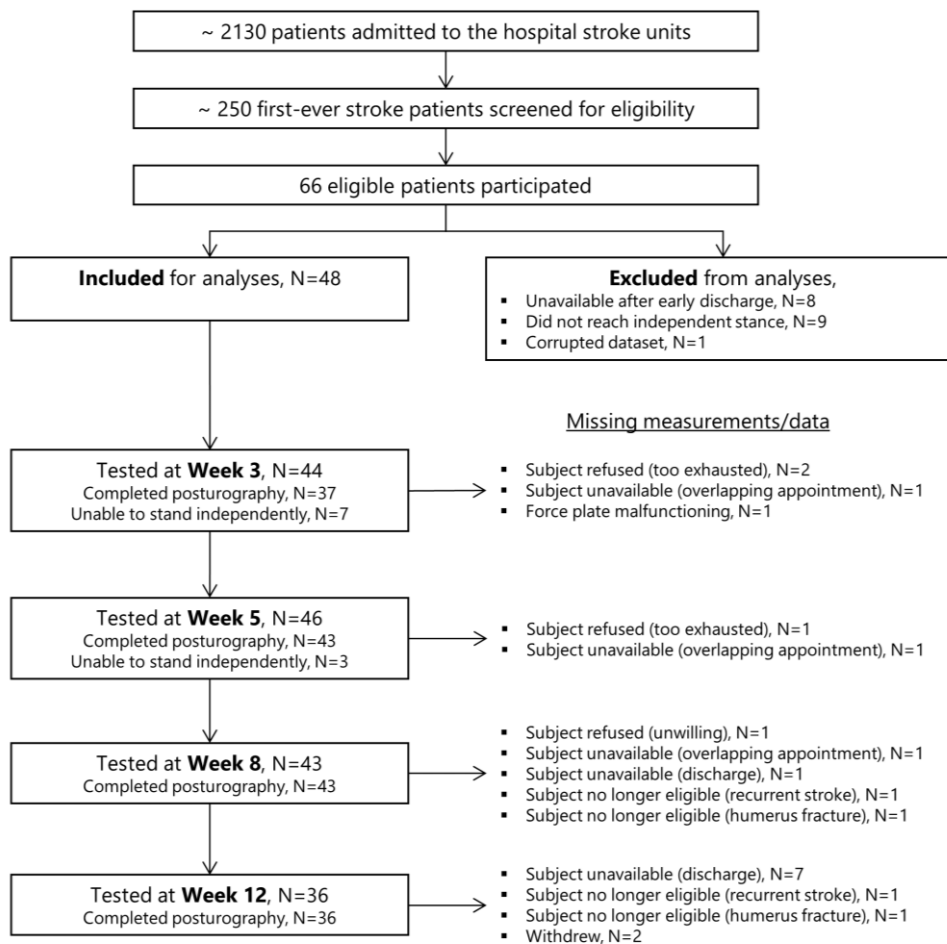 ~ 2130 patients admitted to the hospital stroke units
~ 250 first-ever stroke patients screened for eligibility
66 eligible patients participated
Included for analyses, N=48
Excluded from analyses,
▪ Unavailable after early discharge, N=8
▪ Did not reach independent stance, N=9
▪ Corrupted dataset, N=1
Missing measurements/data
Tested at Week 3, N=44
Completed posturography, N=37
Unable to stand independently, N=7
▪ Subject refused (too exhausted), N=2
▪ Subject unavailable (overlapping appointment), N=1
▪ Force plate malfunctioning, N=1
Tested at Week 5, N=46
Completed posturography, N=43
Unable to stand independently, N=3
▪ Subject refused (too exhausted), N=1
▪ Subject unavailable (overlapping appointment), N=1
Tested at Week 8, N=43
Completed posturography, N=43
▪ Subject refused (unwilling), N=1
▪ Subject unavailable (overlapping appointment), N=1
▪ Subject unavailable (discharge), N=1
▪ Subject no longer eligible (recurrent stroke), N=1
▪ Subject no longer eligible (humerus fracture), N=1
Tested at Week 12, N=36
Completed posturography, N=36
▪ Subject unavailable (discharge), N=7
▪ Subject no longer eligible (recurrent stroke), N=1
▪ Subject no longer eligible (humerus fracture), N=1
▪ Withdrew, N=2